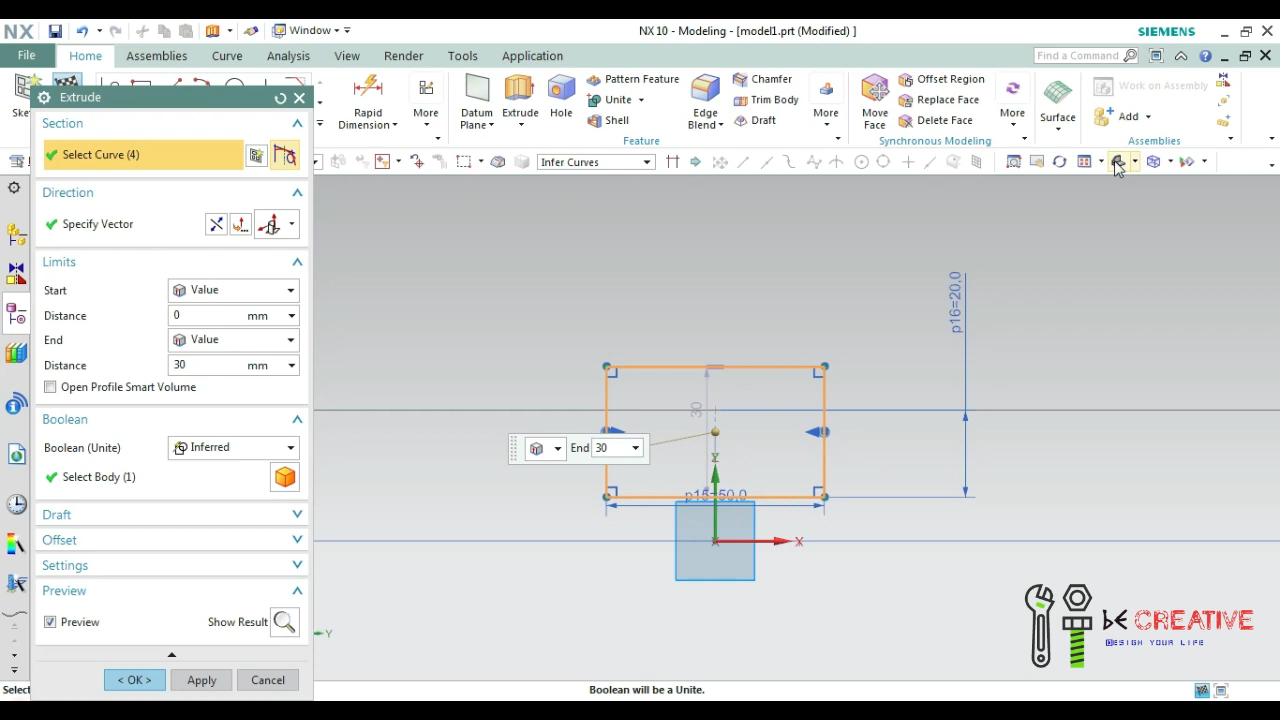 NX
Window
NX 10 - Modeling - [model1.prt (Modified) ]
SIEMENS
File
Home
Assemblies
Curve
Analysis
View
Render
Tools
Application
Find a Command
Extrude
Rapid
Dimension
More
Datum
Plane
Extrude
Hole
Pattern Feature
Unite
Shell
Edge
Blend
Chamfer
Trim Body
Draft
More
Move
Face
Offset Region
Replace Face
Delete Face
More
Surface
Work on Assembly
Add
Feature
Synchronous Modeling
Assemblies
Infer Curves
Section
Select Curve (4)
Direction
Specify Vector
Limits
Start
Value
Distance
0 mm
End
Value
Distance
30 mm
Open Profile Smart Volume
Boolean
Boolean (Unite)
Inferred
Select Body (1)
Draft
Offset
Settings
Preview
Preview
Show Result
< OK >
Apply
Cancel
p16=20.0
30
End 30
Z
p15=50.0
X
Y
bE CREATIVE
DESIGN YOUR LIFE
Boolean will be a Unite.